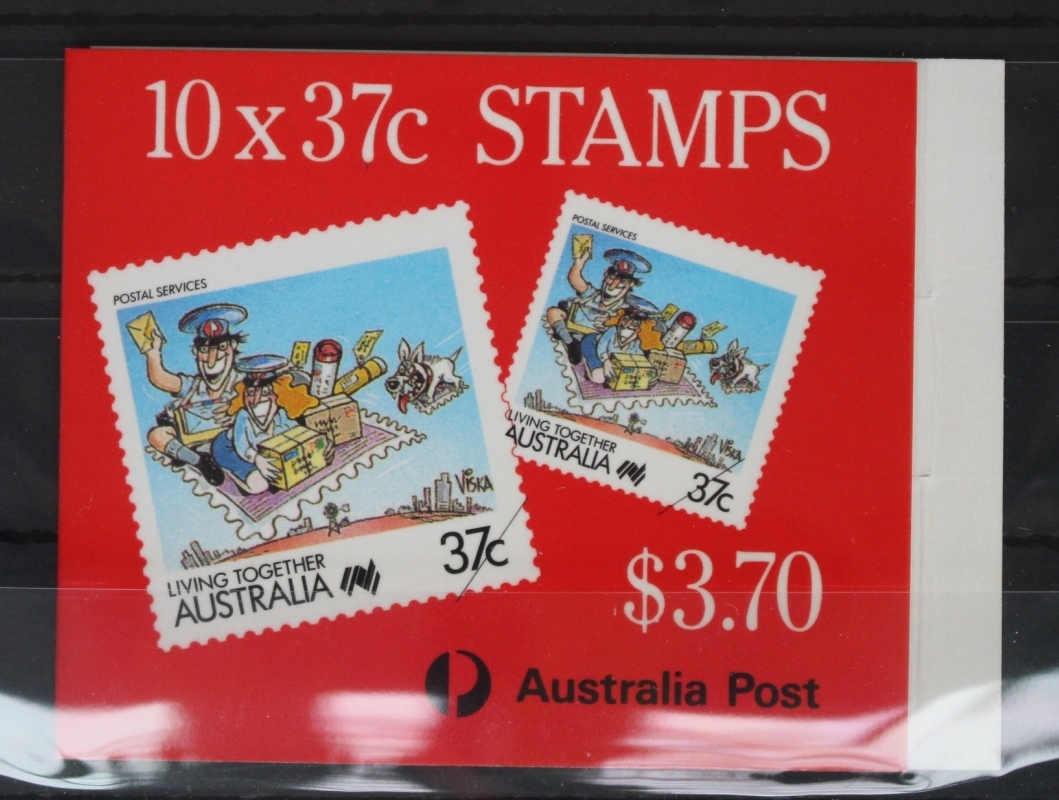 10 x 37c STAMPS
POSTAL SERVICES
VISKA
37c
LIVING TOGETHER
AUSTRALIA
POSTAL SERVICES
VISKA
LIVING TOGETHER
AUSTRALIA
37c
$3.70
Australia Post